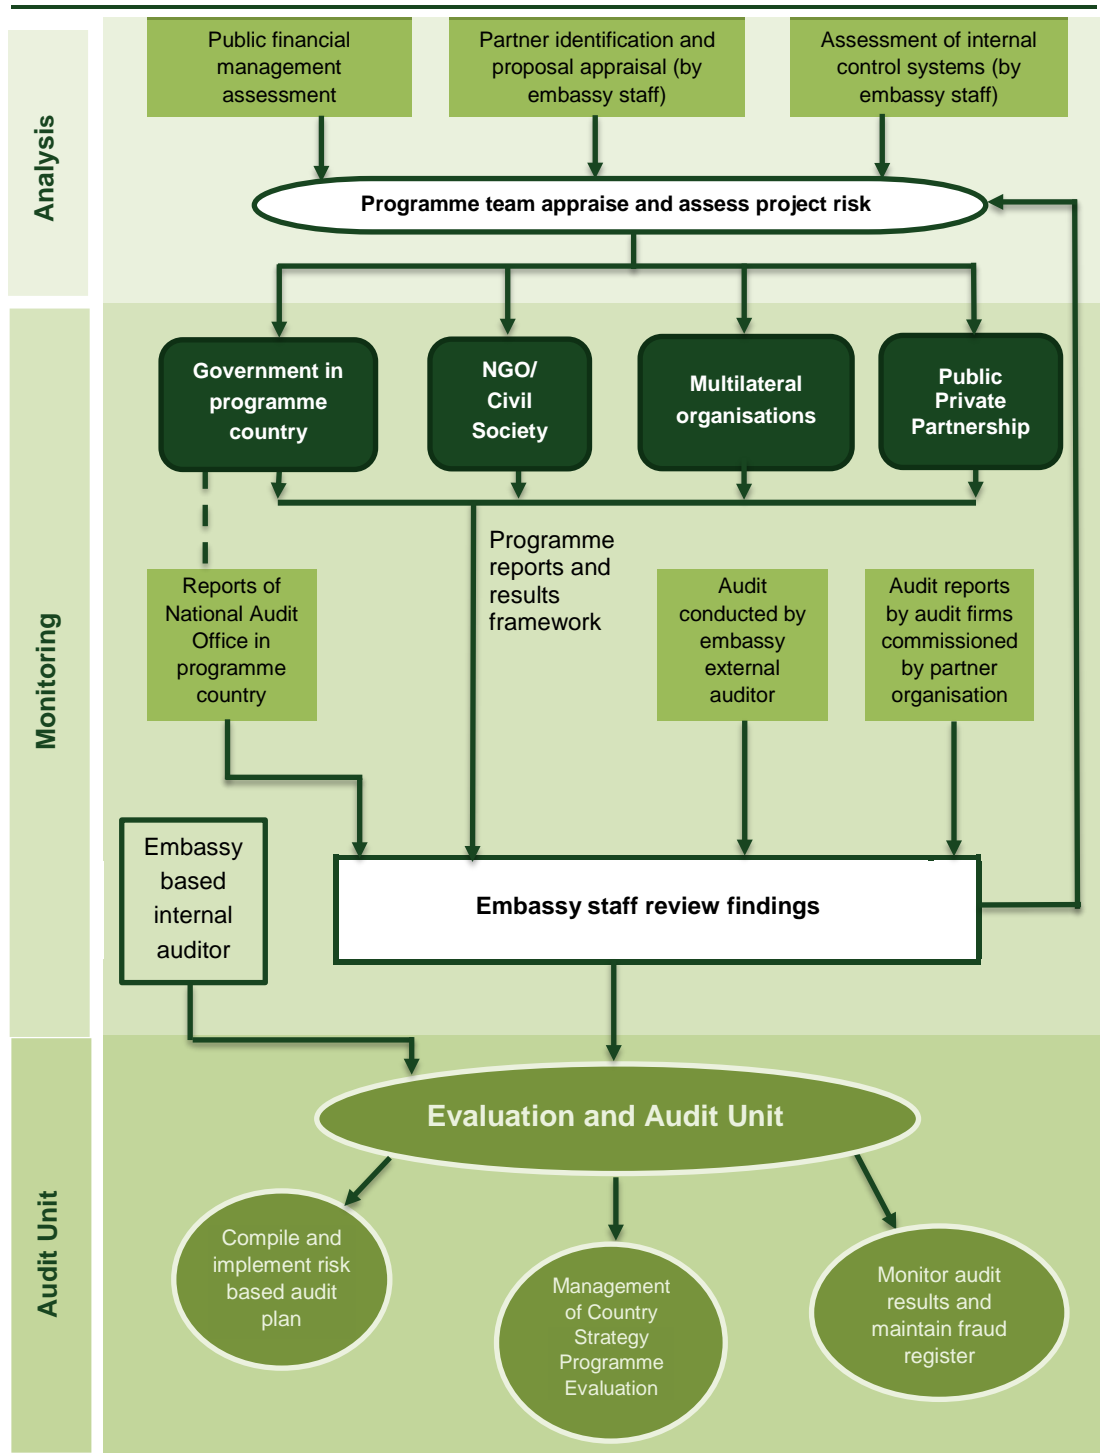 Analysis
Public financial
management
assessment
Partner identification and
proposal appraisal (by
embassy staff)
Assessment of internal
control systems (by
embassy staff)
Programme team appraise and assess project risk
Monitoring
Government in
programme
country
NGO/
Civil
Society
Multilateral
organisations
Public
Private
Partnership
Programme
reports and
results
framework
Reports of
National Audit
Office in
programme
country
Audit
conducted by
embassy
external
auditor
Audit reports
by audit firms
commissioned
by partner
organisation
Embassy
based
internal
auditor
Embassy staff review findings
Audit Unit
Evaluation and Audit Unit
Compile and
implement risk
based audit
plan
Management
of Country
Strategy
Programme
Evaluation
Monitor audit
results and
maintain fraud
register